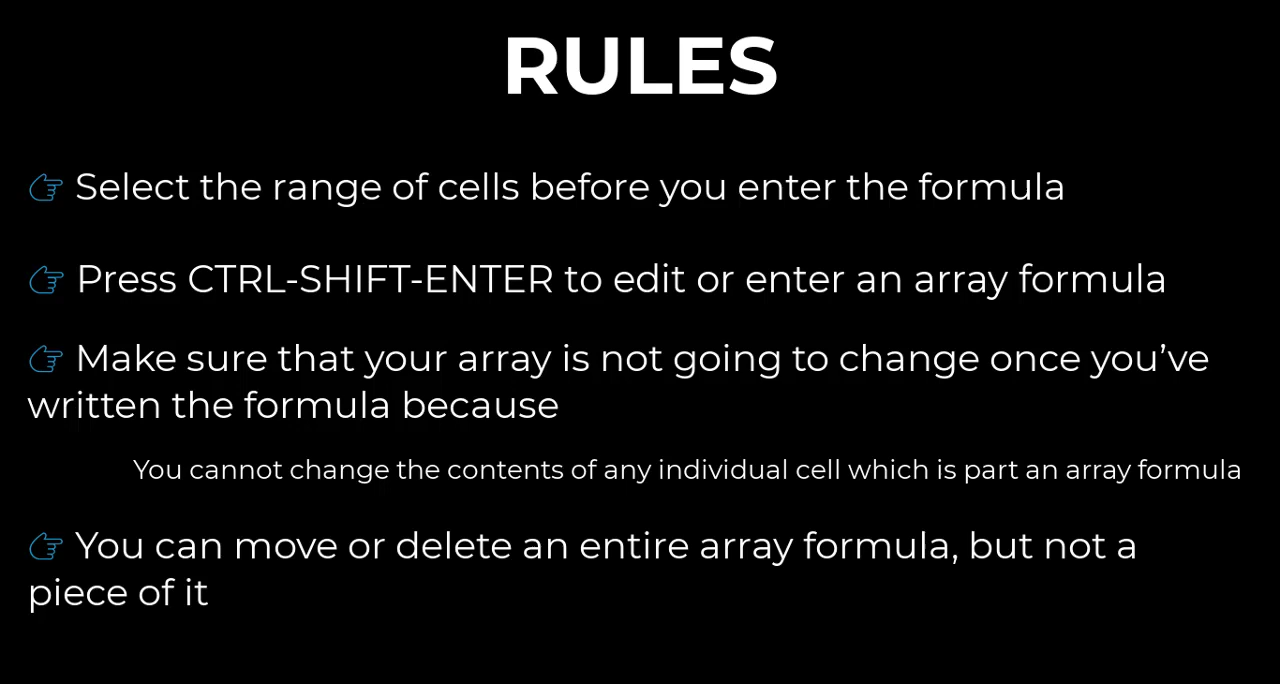 RULES
👉 Select the range of cells before you enter the formula
👉 Press CTRL-SHIFT-ENTER to edit or enter an array formula
👉 Make sure that your array is not going to change once you’ve
written the formula because
You cannot change the contents of any individual cell which is part an array formula
👉 You can move or delete an entire array formula, but not a
piece of it